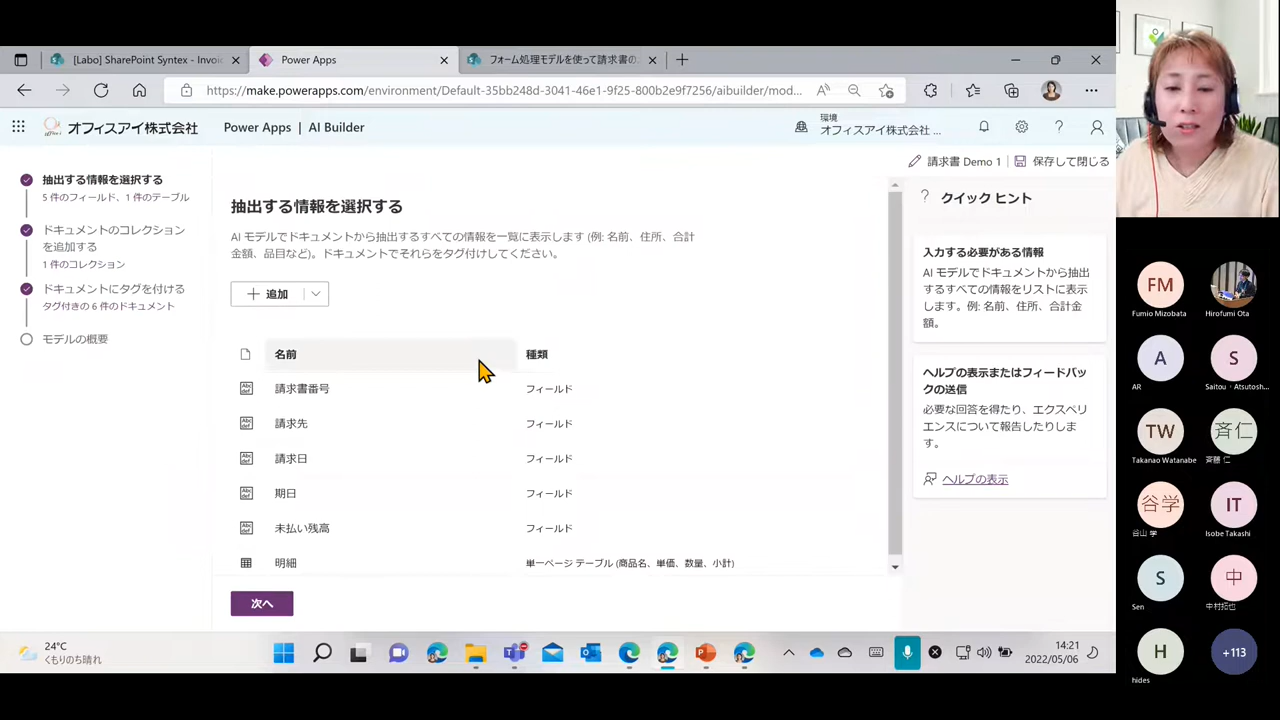 [Labo] SharePoint Syntex - Invoic
Power Apps
フォーム処理モデルを使って請求書の
https://make.powerapps.com/environment/Default-35bb248d-3041-46e1-9f25-800b2e9f7256/aibuilder/mod...
オフィスアイ株式会社
Power Apps | AI Builder
環境
オフィスアイ株式会社 ...
請求書 Demo 1
保存して閉じる
抽出する情報を選択する
5 件のフィールド、1 件のテーブル
ドキュメントのコレクション
を追加する
1 件のコレクション
ドキュメントにタグを付ける
タグ付きの 6 件のドキュメント
モデルの概要
抽出する情報を選択する
AI モデルでドキュメントから抽出するすべての情報を一覧に表示します (例: 名前、住所、合計
金額、品目など)。ドキュメントでそれらをタグ付けしてください。
追加
名前 種類
請求書番号 フィールド
請求先 フィールド
請求日 フィールド
期日 フィールド
未払い残高 フィールド
明細 単一ページ テーブル (商品名、単価、数量、小計)
次へ
クイック ヒント
入力する必要がある情報
AI モデルでドキュメントから抽出
するすべての情報をリストに表示
します。例: 名前、住所、合計金
額。
ヘルプの表示またはフィードバッ
クの送信
必要な回答を得たり、エクスペリ
エンスについて報告したりしま
す。
ヘルプの表示
24°C
くもりのち晴れ
14:21
2022/05/06
FM
Fumio Mizobata
Hirofumi Ota
A
AR
S
Saitou・Atsutosh...
TW
Takanao Watanabe
斉仁
斉藤 仁
谷学
谷山 学
IT
Isobe Takashi
S
Sen
中
中村拓也
H
hides
+113